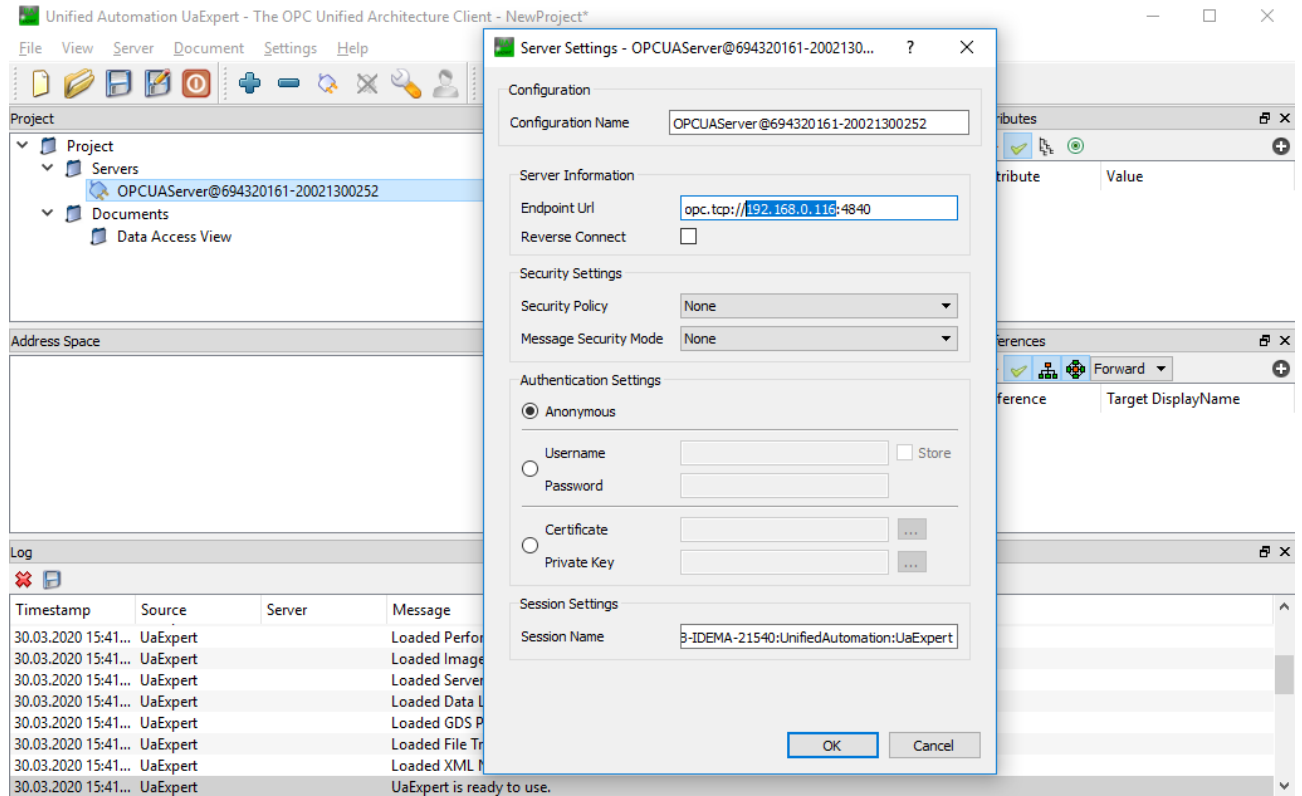 Unified Automation UaExpert - The OPC Unified Architecture Client - NewProject*
File View Server Document Settings Help
Project
Project
Servers
OPCUAServer@694320161-20021300252
Documents
Data Access View
Address Space
Log
Timestamp Source Server Message
30.03.2020 15:41... UaExpert Loaded Perfor
30.03.2020 15:41... UaExpert Loaded Image
30.03.2020 15:41... UaExpert Loaded Server
30.03.2020 15:41... UaExpert Loaded Data L
30.03.2020 15:41... UaExpert Loaded GDS P
30.03.2020 15:41... UaExpert Loaded File Tr
30.03.2020 15:41... UaExpert Loaded XML
30.03.2020 15:41... UaExpert UaExpert is ready to use.
Server Settings - OPCUAServer@694320161-2002130... ?
Configuration
Configuration Name OPCUAServer@694320161-20021300252
Server Information
Endpoint Url opc.tcp://192.168.0.116:4840
Reverse Connect
Security Settings
Security Policy None
Message Security Mode None
Authentication Settings
Anonymous
Username Store
Password
Certificate ...
Private Key ...
Session Settings
Session Name 3-IDEMA-21540:UnifiedAutomation:UaExpert
OK Cancel
ributes
tribute Value
erences
Forward
ference Target DisplayName